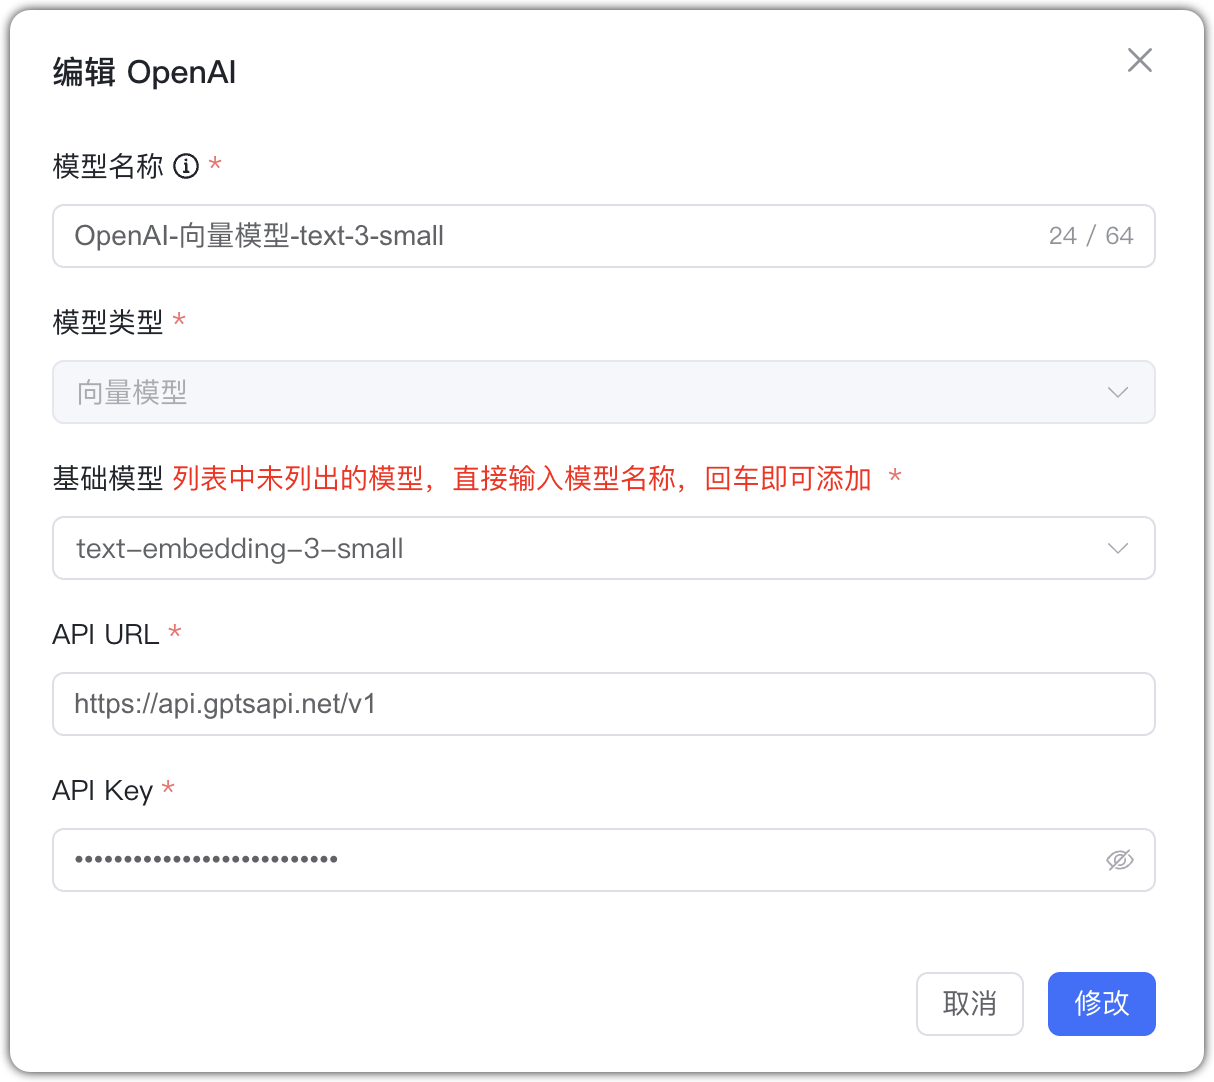 编辑 OpenAI
模型名称 *
OpenAI-向量模型-text-3-small 24 / 64
模型类型 *
向量模型
基础模型 列表中未列出的模型，直接输入模型名称，回车即可添加 *
text-embedding-3-small
API URL *
https://api.gptsapi.net/v1
API Key *
•••••••••••••••••••••••••••
取消 修改